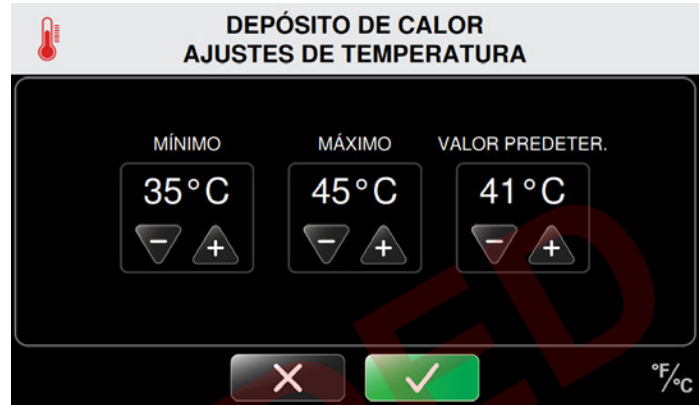 DEPÓSITO DE CALOR
AJUSTES DE TEMPERATURA
MÍNIMO MÁXIMO VALOR PREDETER.
35°C 45°C 41°C
− + − + − +
°F/°C